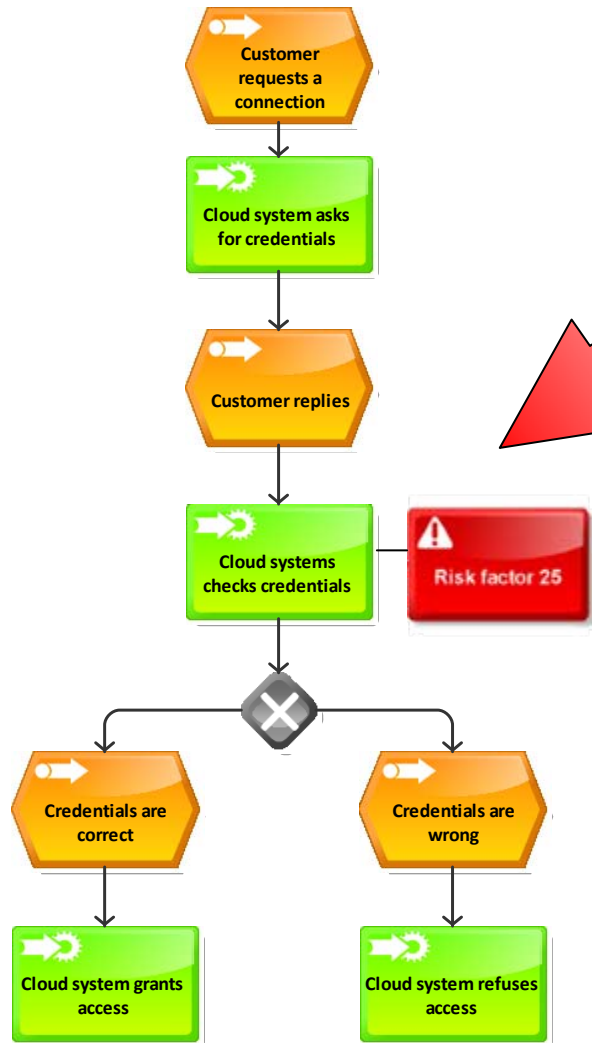 Customer
requests a
connection
Cloud system asks
for credentials
Customer replies
Cloud systems
checks credentials
Risk factor 25
Credentials are
correct
Credentials are
wrong
Cloud system grants
access
Cloud system refuses
access